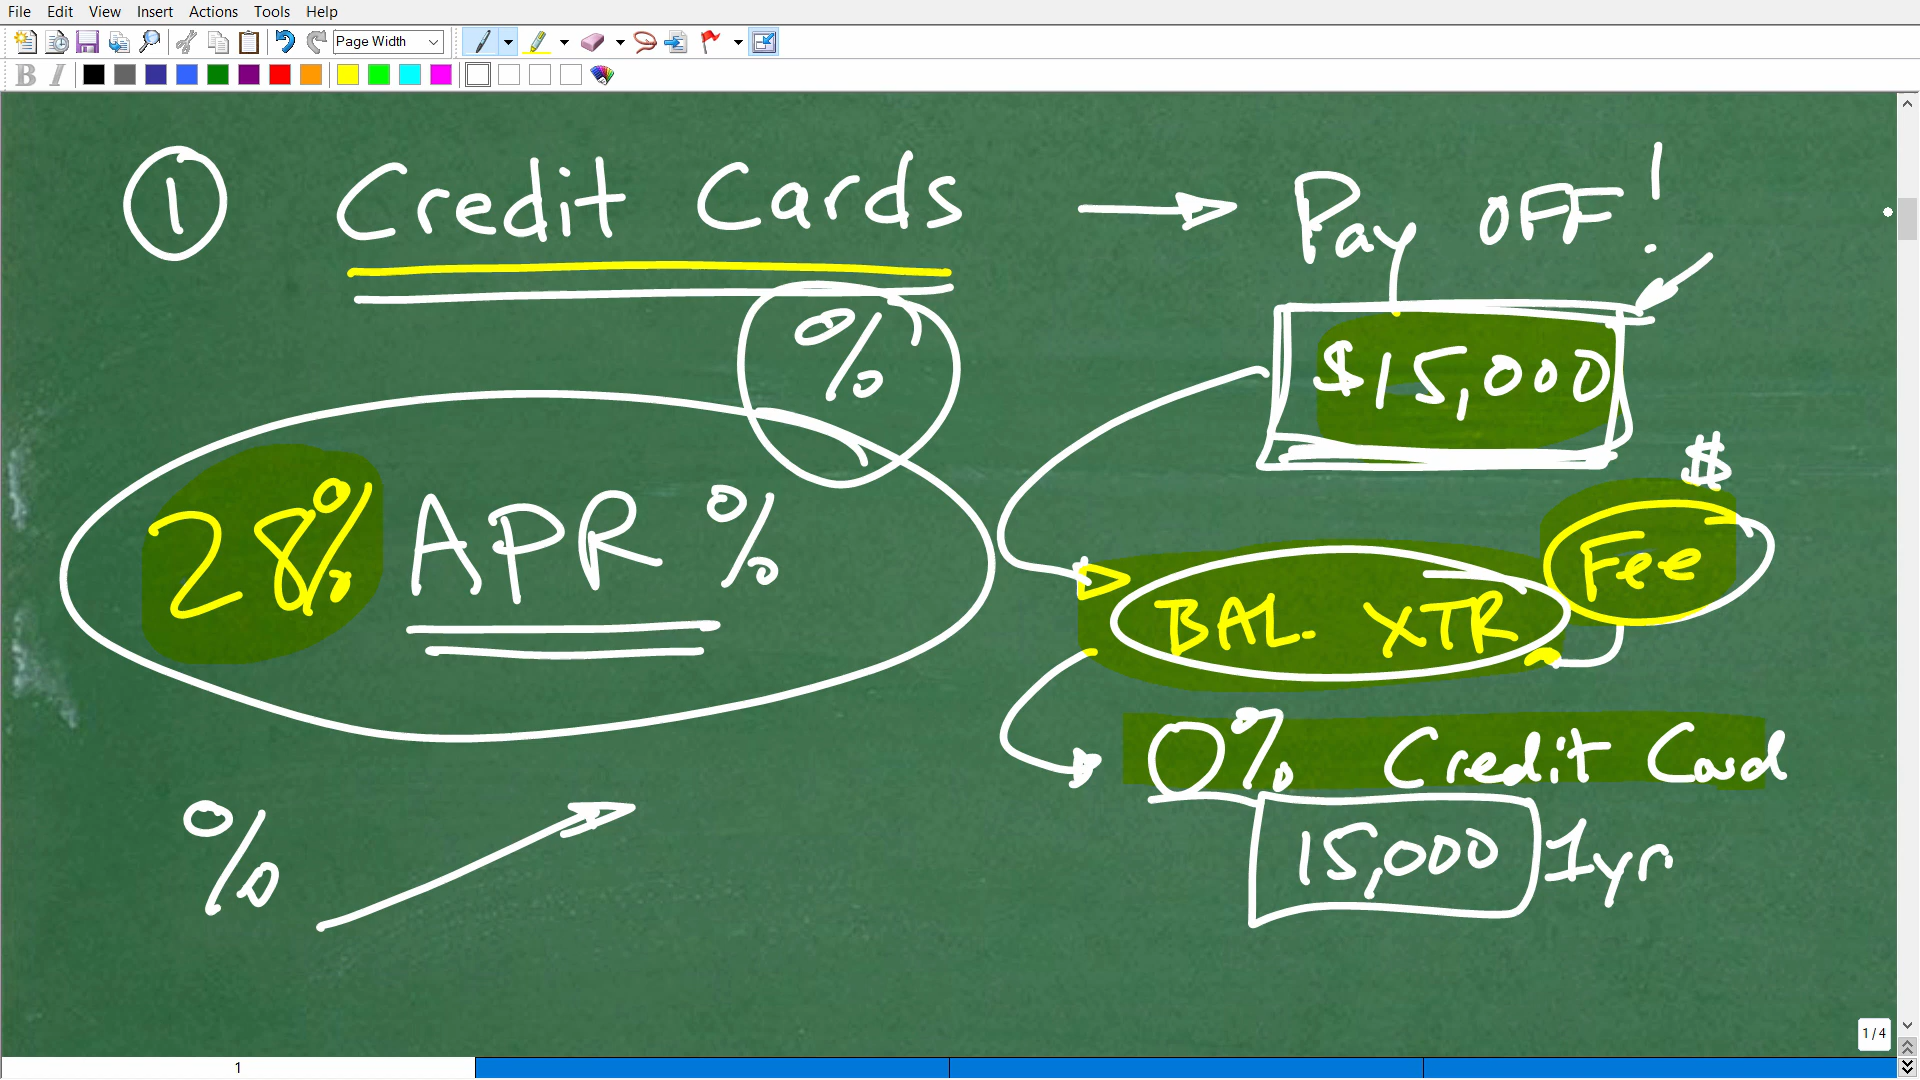 File Edit View Insert Actions Tools Help
Page Width
B I
1 Credit Cards → Pay OFF!
%
$15,000
28% APR %
$
Fee
BAL. XTR
0% Credit Card
15,000 1yr
%
1 / 4
1